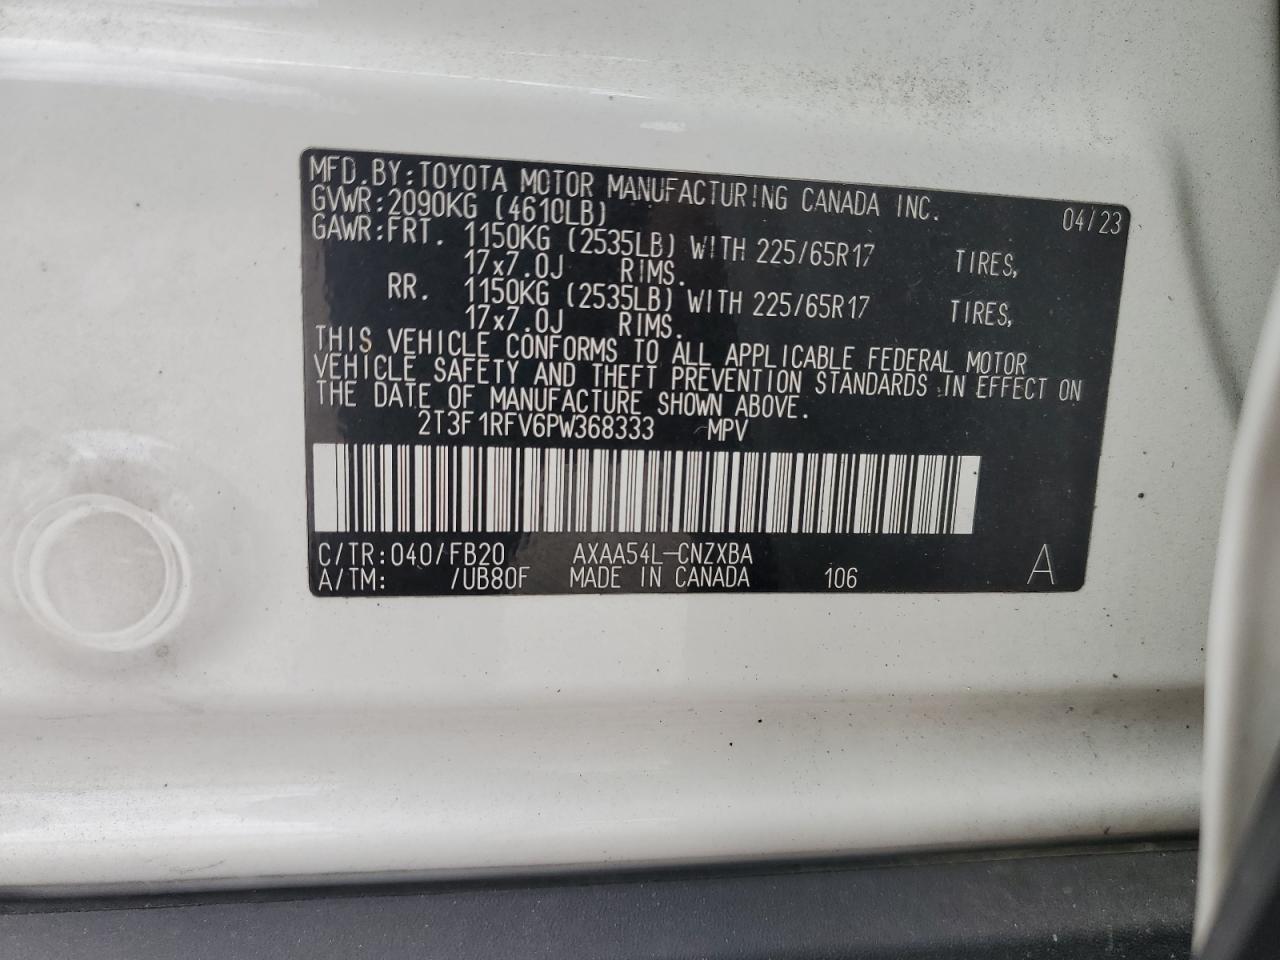 MFD.BY:TOYOTA MOTOR MANUFACTURING CANADA INC. 04/23
GVWR:2090KG (4610LB)
GAWR:FRT. 1150KG (2535LB) WITH 225/65R17 TIRES,
17x7.0J RIMS.
RR. 1150KG (2535LB) WITH 225/65R17 TIRES,
17x7.0J RIMS.
THIS VEHICLE CONFORMS TO ALL APPLICABLE FEDERAL MOTOR
VEHICLE SAFETY AND THEFT PREVENTION STANDARDS IN EFFECT ON
THE DATE OF MANUFACTURE SHOWN ABOVE.
2T3F1RFV6PW368333 MPV
C/TR:040/FB20 AXAA54L-CNZXBA
A/TM: /UB80F MADE IN CANADA 106 A